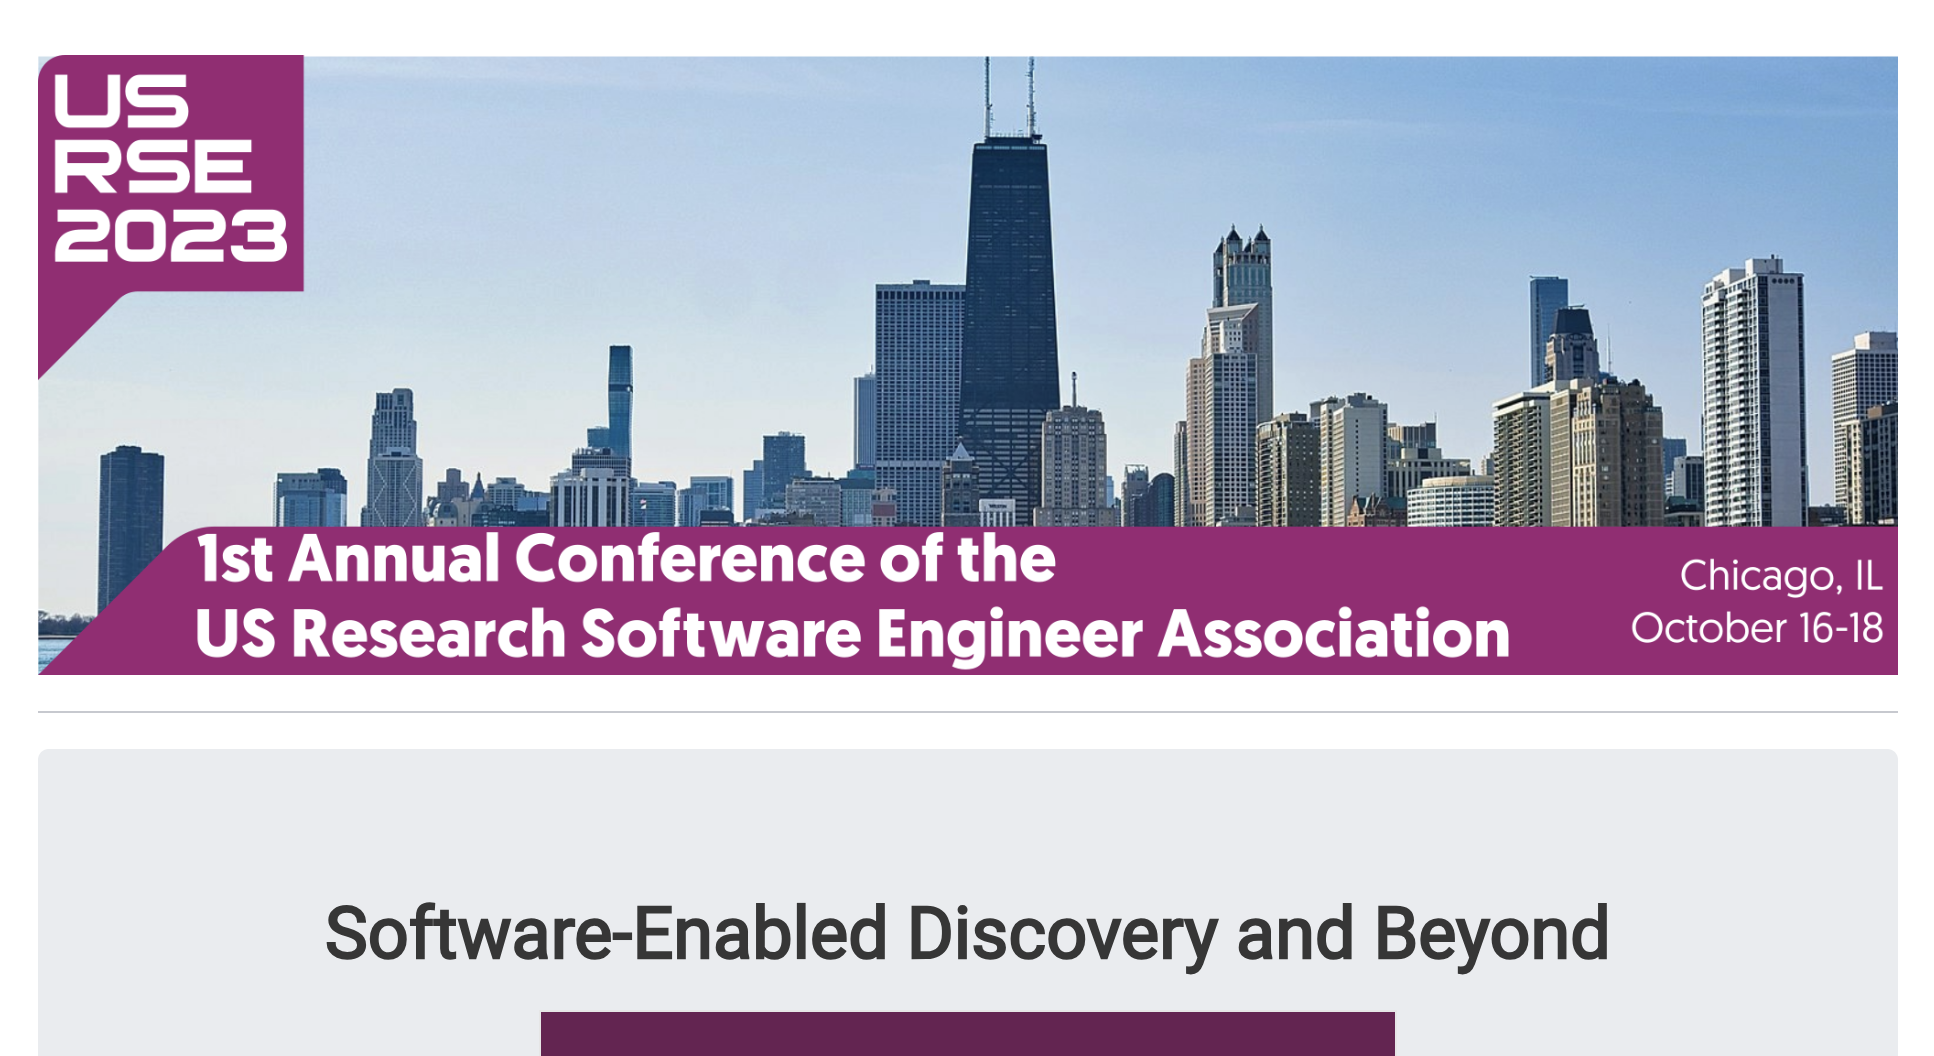 US
RSE
2023
1st Annual Conference of the
US Research Software Engineer Association
Chicago, IL
October 16-18
Software-Enabled Discovery and Beyond